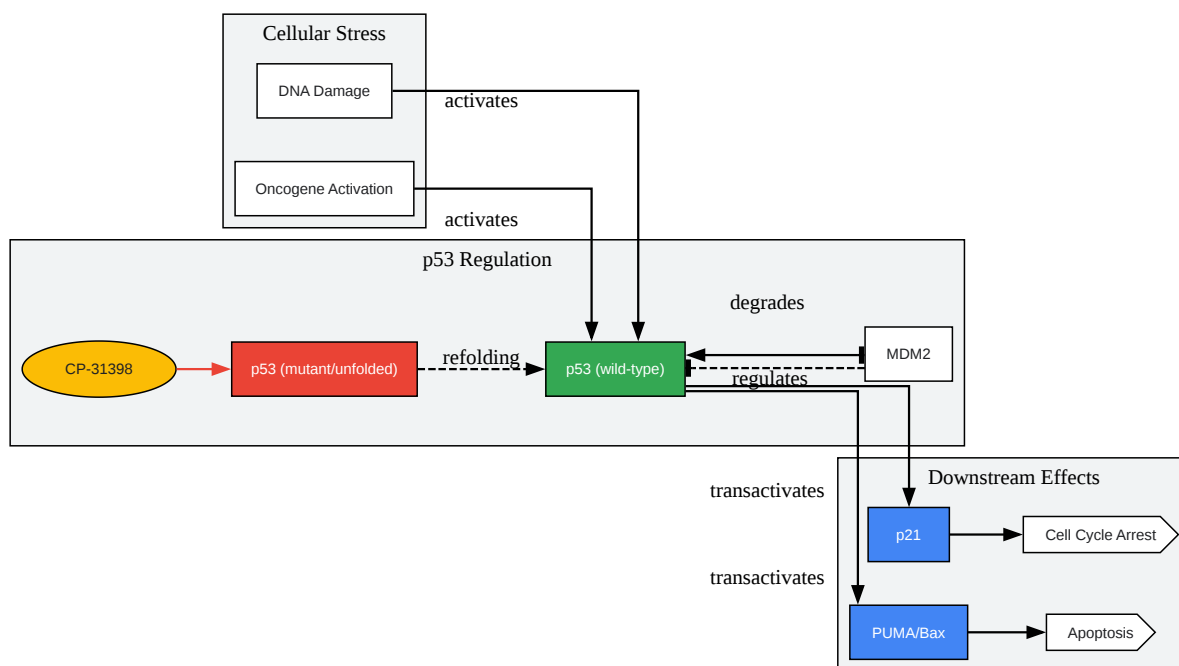 Cellular Stress
DNA Damage
activates
Oncogene Activation
activates
p53 Regulation
degrades
CP-31398
p53 (mutant/unfolded)
refolding
p53 (wild-type)
MDM2
regulates
Downstream Effects
transactivates
p21
Cell Cycle Arrest
transactivates
PUMA/Bax
Apoptosis